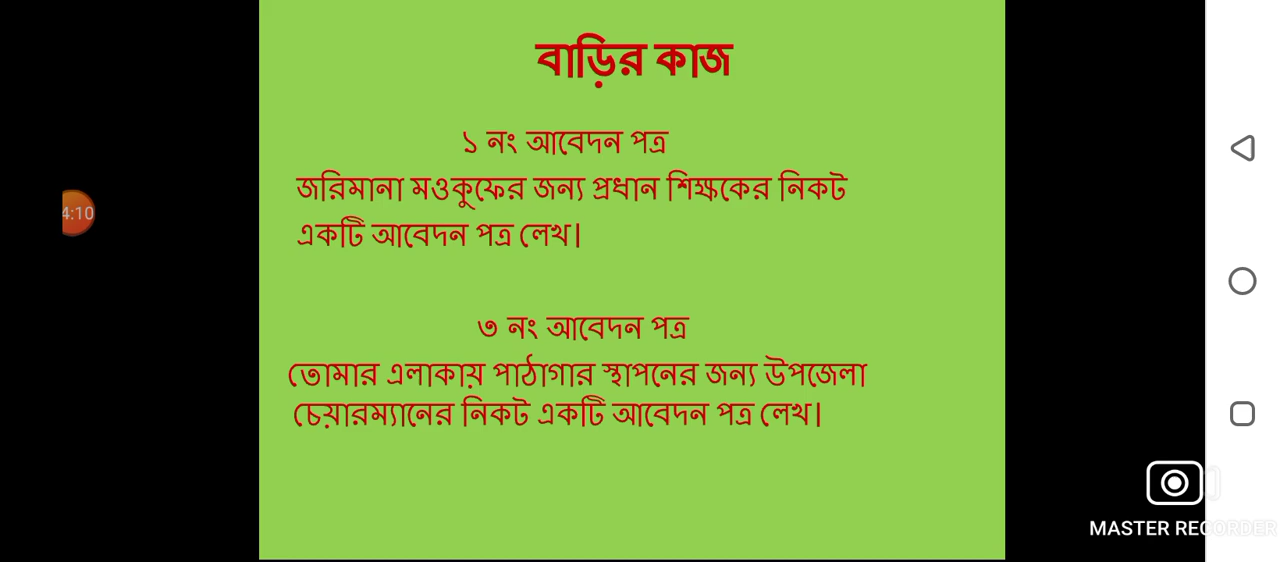 বাড়ির কাজ
১ নং আবেদন পত্র
জরিমানা মওকুফের জন্য প্রধান শিক্ষকের নিকট
একটি আবেদন পত্র লেখ।
4:10
৩ নং আবেদন পত্র
তোমার এলাকায় পাঠাগার স্থাপনের জন্য উপজেলা
চেয়ারম্যানের নিকট একটি আবেদন পত্র লেখ।
MASTER RECORDER